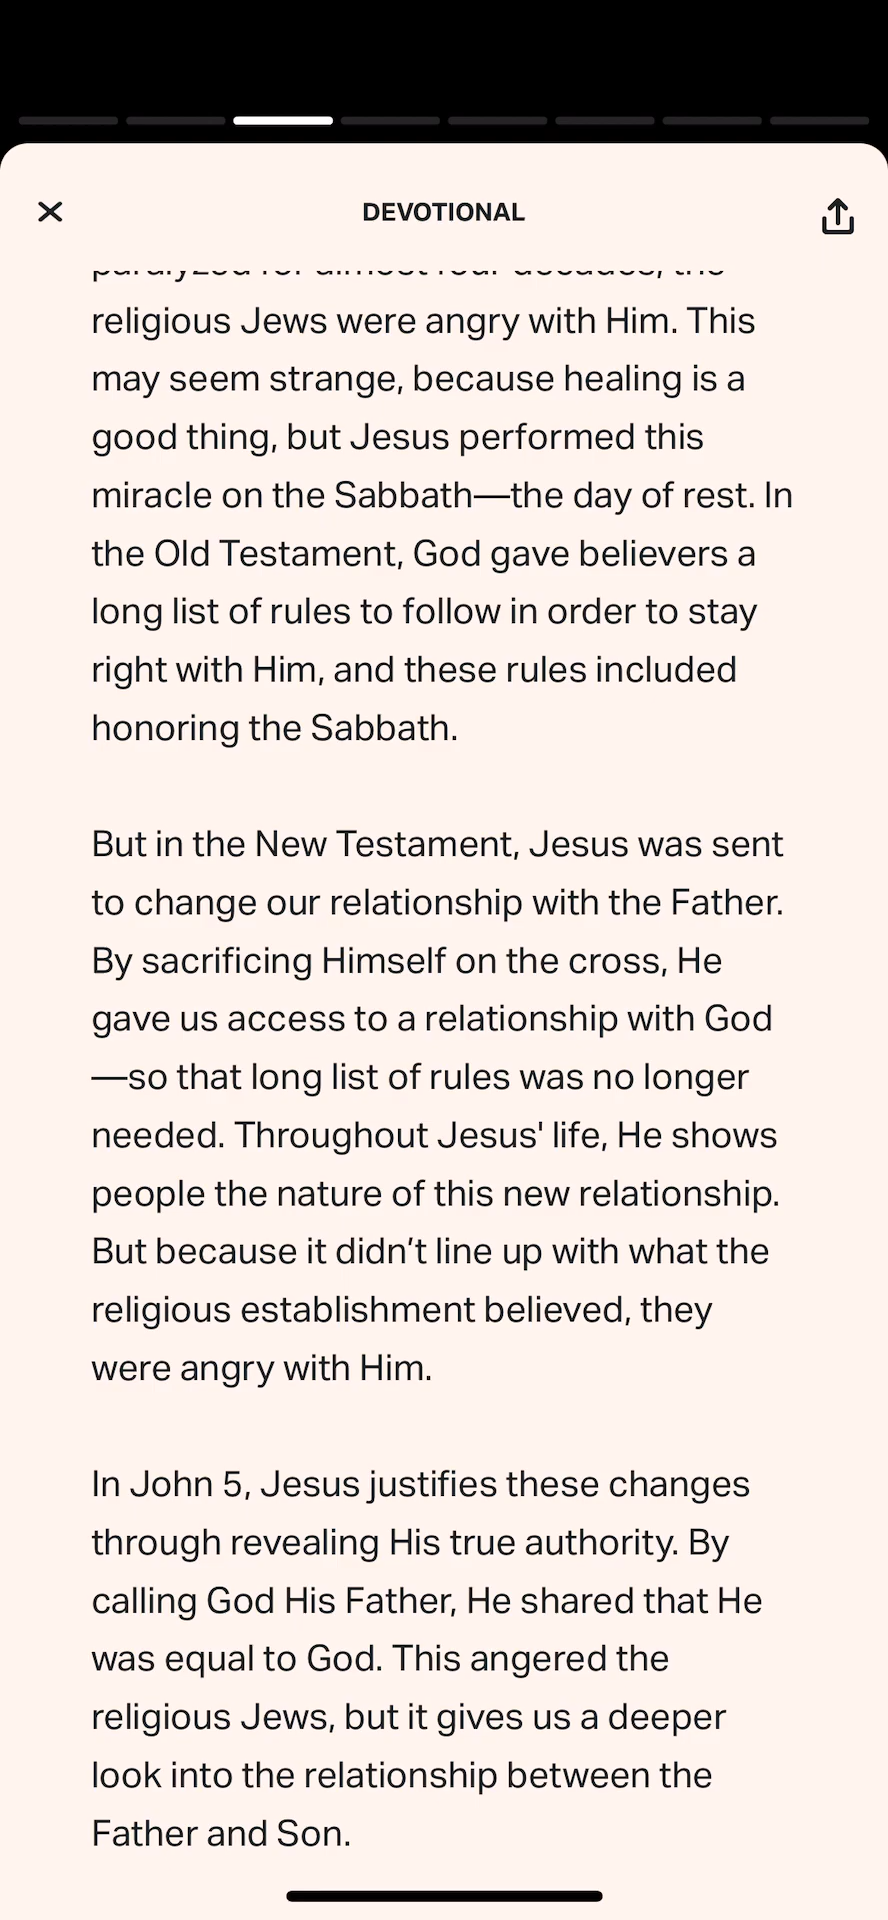 DEVOTIONAL
religious Jews were angry with Him. This
may seem strange, because healing is a
good thing, but Jesus performed this
miracle on the Sabbath—the day of rest. In
the Old Testament, God gave believers a
long list of rules to follow in order to stay
right with Him, and these rules included
honoring the Sabbath.
But in the New Testament, Jesus was sent
to change our relationship with the Father.
By sacrificing Himself on the cross, He
gave us access to a relationship with God
—so that long list of rules was no longer
needed. Throughout Jesus' life, He shows
people the nature of this new relationship.
But because it didn’t line up with what the
religious establishment believed, they
were angry with Him.
In John 5, Jesus justifies these changes
through revealing His true authority. By
calling God His Father, He shared that He
was equal to God. This angered the
religious Jews, but it gives us a deeper
look into the relationship between the
Father and Son.